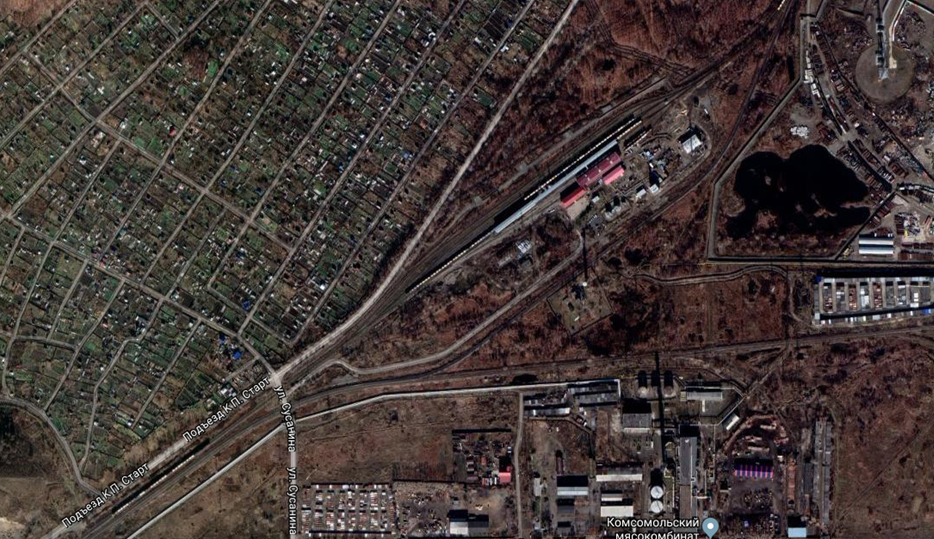 Подъезд К.П. Старт
ул. Сусанина
Подъезд К.П. Старт
ул. Сусанина
Комсомольский
мясокомбинат